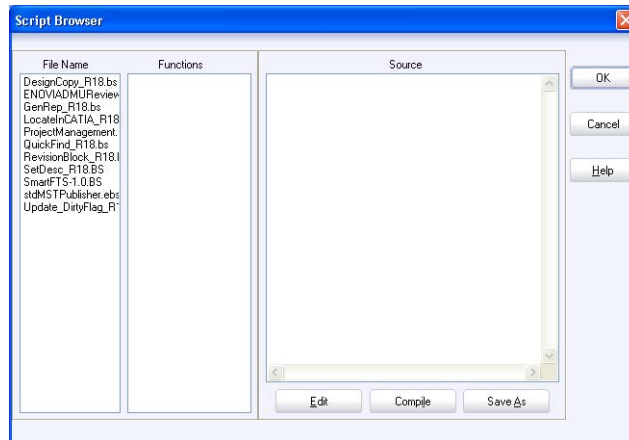 Script Browser
File Name
Functions
Source
DesignCopy_R18.bs
ENOVIADMUReview
GenRep_R18.bs
LocateInCATIA_R18
ProjectManagement.
QuickFind_R18.bs
RevisionBlock_R18.
SetDesc_R18.BS
SmartFTS-1.0.BS
stdMSTPublisher.ebs
Update_DirtyFlag_R1
OK
Cancel
Help
Edit
Compile
Save As